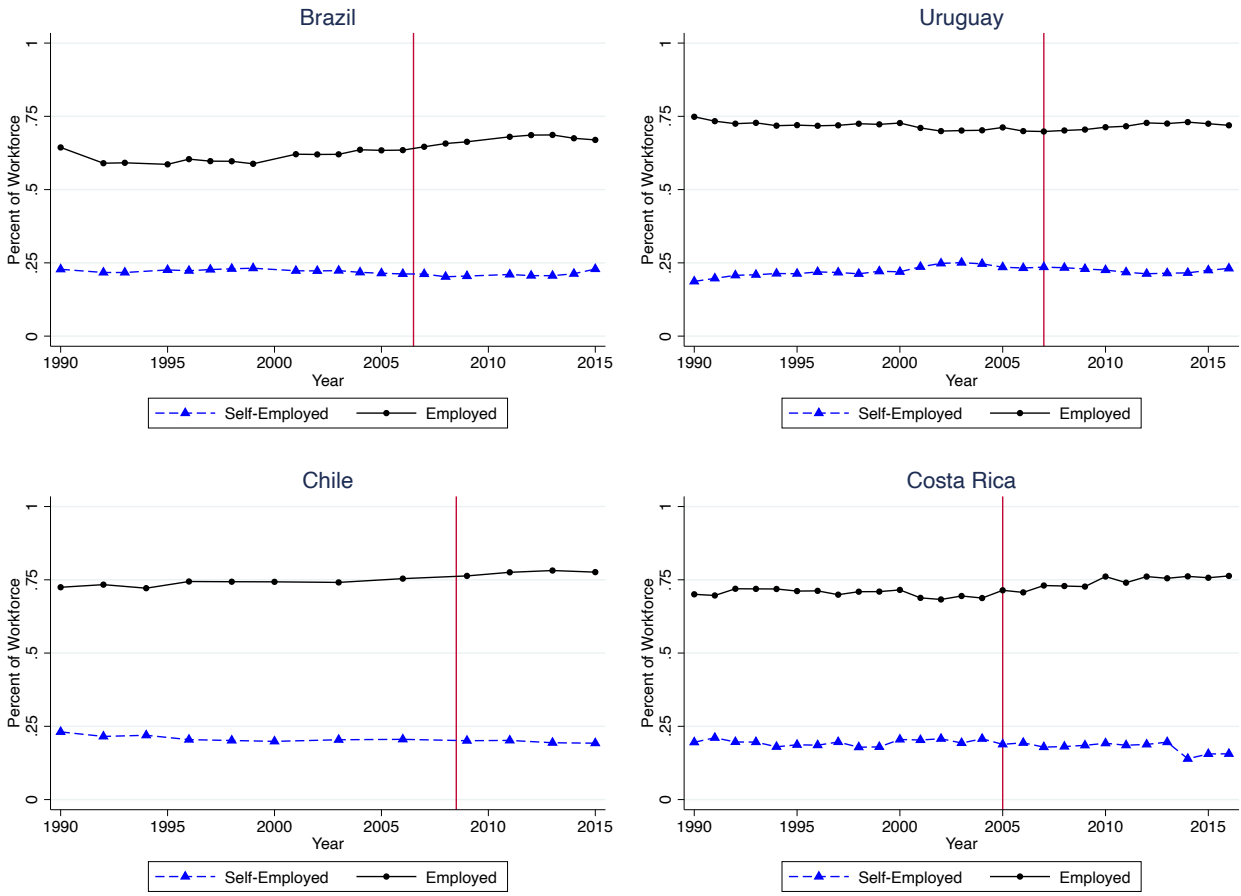 Brazil
Percent of Workforce
1
.75
.5
.25
0
1990 1995 2000 2005 2010 2015
Year
Self-Employed Employed
Uruguay
Percent of Workforce
1
.75
.5
.25
0
1990 1995 2000 2005 2010 2015
Year
Self-Employed Employed
Chile
Percent of Workforce
1
.75
.5
.25
0
1990 1995 2000 2005 2010 2015
Year
Self-Employed Employed
Costa Rica
Percent of Workforce
1
.75
.5
.25
0
1990 1995 2000 2005 2010 2015
Year
Self-Employed Employed